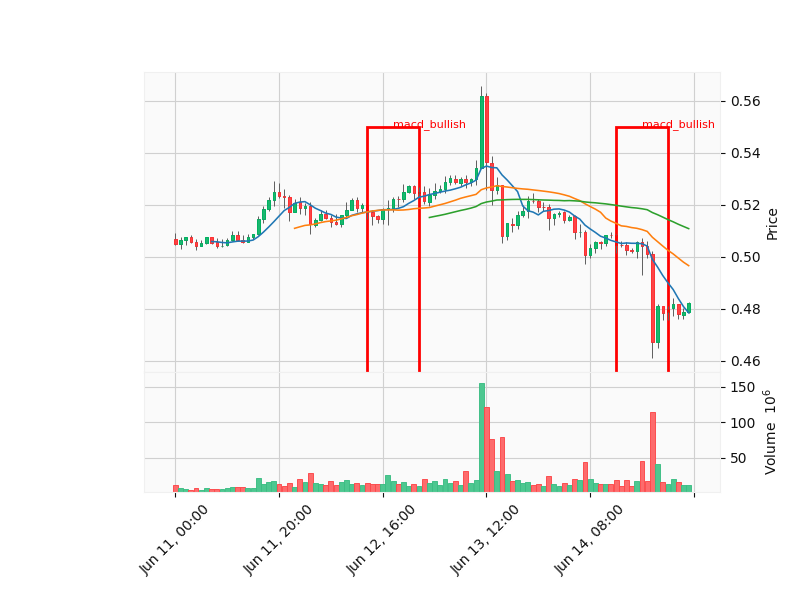 macd_bullish
macd_bullish
0.56
0.54
0.52
0.50
0.48
0.46
Price
150
100
50
Volume 10^6
Jun 11, 00:00
Jun 11, 20:00
Jun 12, 16:00
Jun 13, 12:00
Jun 14, 08:00